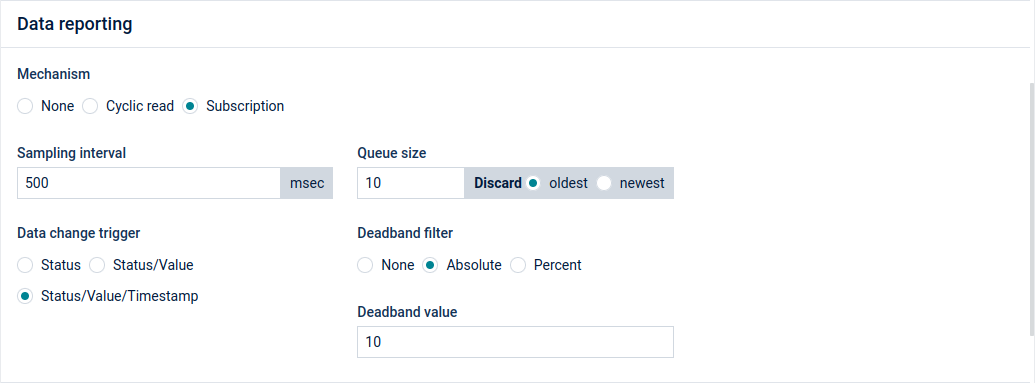 Data reporting
Mechanism
None Cyclic read Subscription
Sampling interval Queue size
500 msec 10 Discard oldest newest
Data change trigger Deadband filter
Status Status/Value None Absolute Percent
Status/Value/Timestamp
Deadband value
10